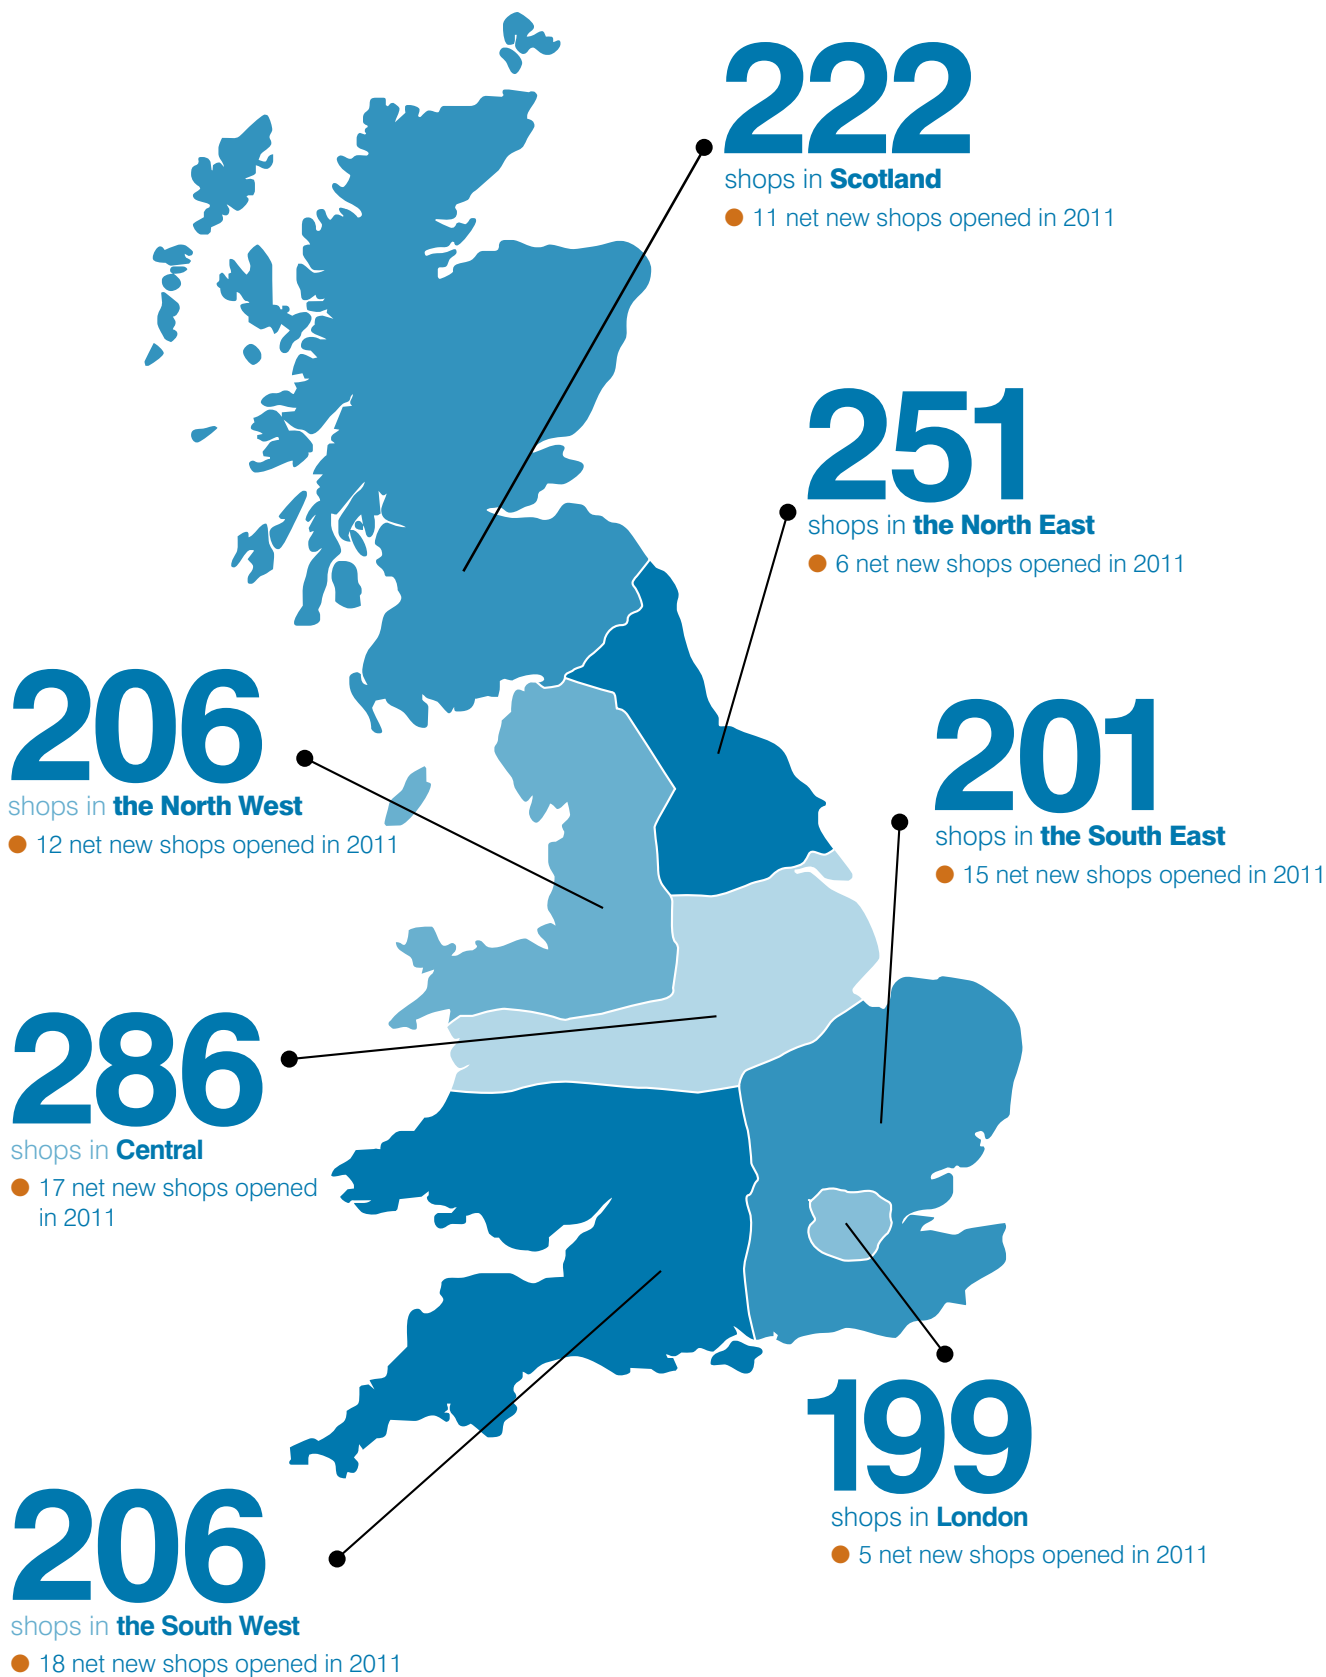 222
shops in Scotland
11 net new shops opened in 2011
251
shops in the North East
6 net new shops opened in 2011
206
shops in the North West
12 net new shops opened in 2011
201
shops in the South East
15 net new shops opened in 2011
286
shops in Central
17 net new shops opened
in 2011
199
shops in London
5 net new shops opened in 2011
206
shops in the South West
18 net new shops opened in 2011